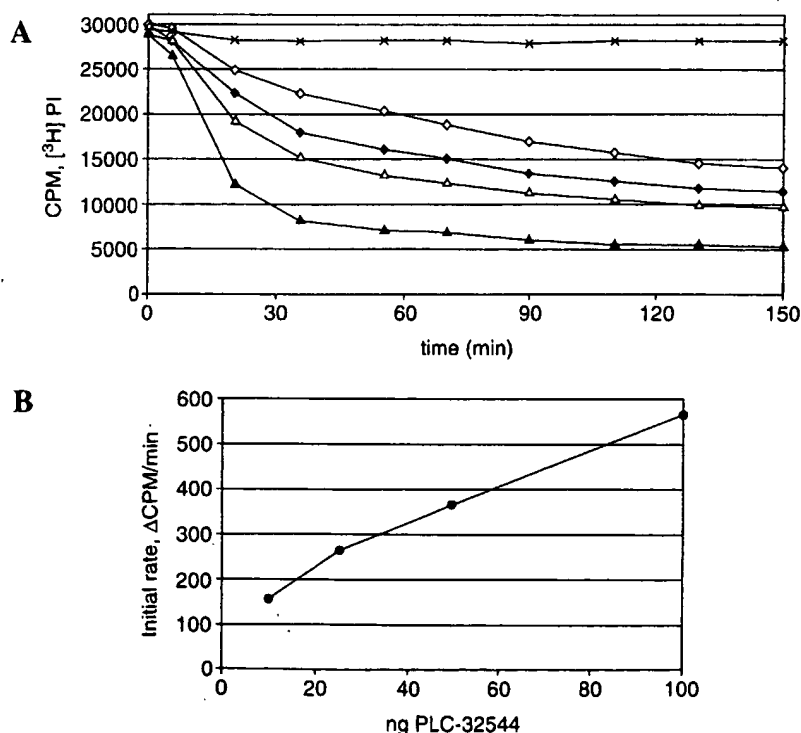 A
CPM, [³H] PI
30000
25000
20000
15000
10000
5000
0
0 30 60 90 120 150
time (min)
B
Initial rate, ΔCPM/min
600
500
400
300
200
100
0
0 20 40 60 80 100
ng PLC-32544